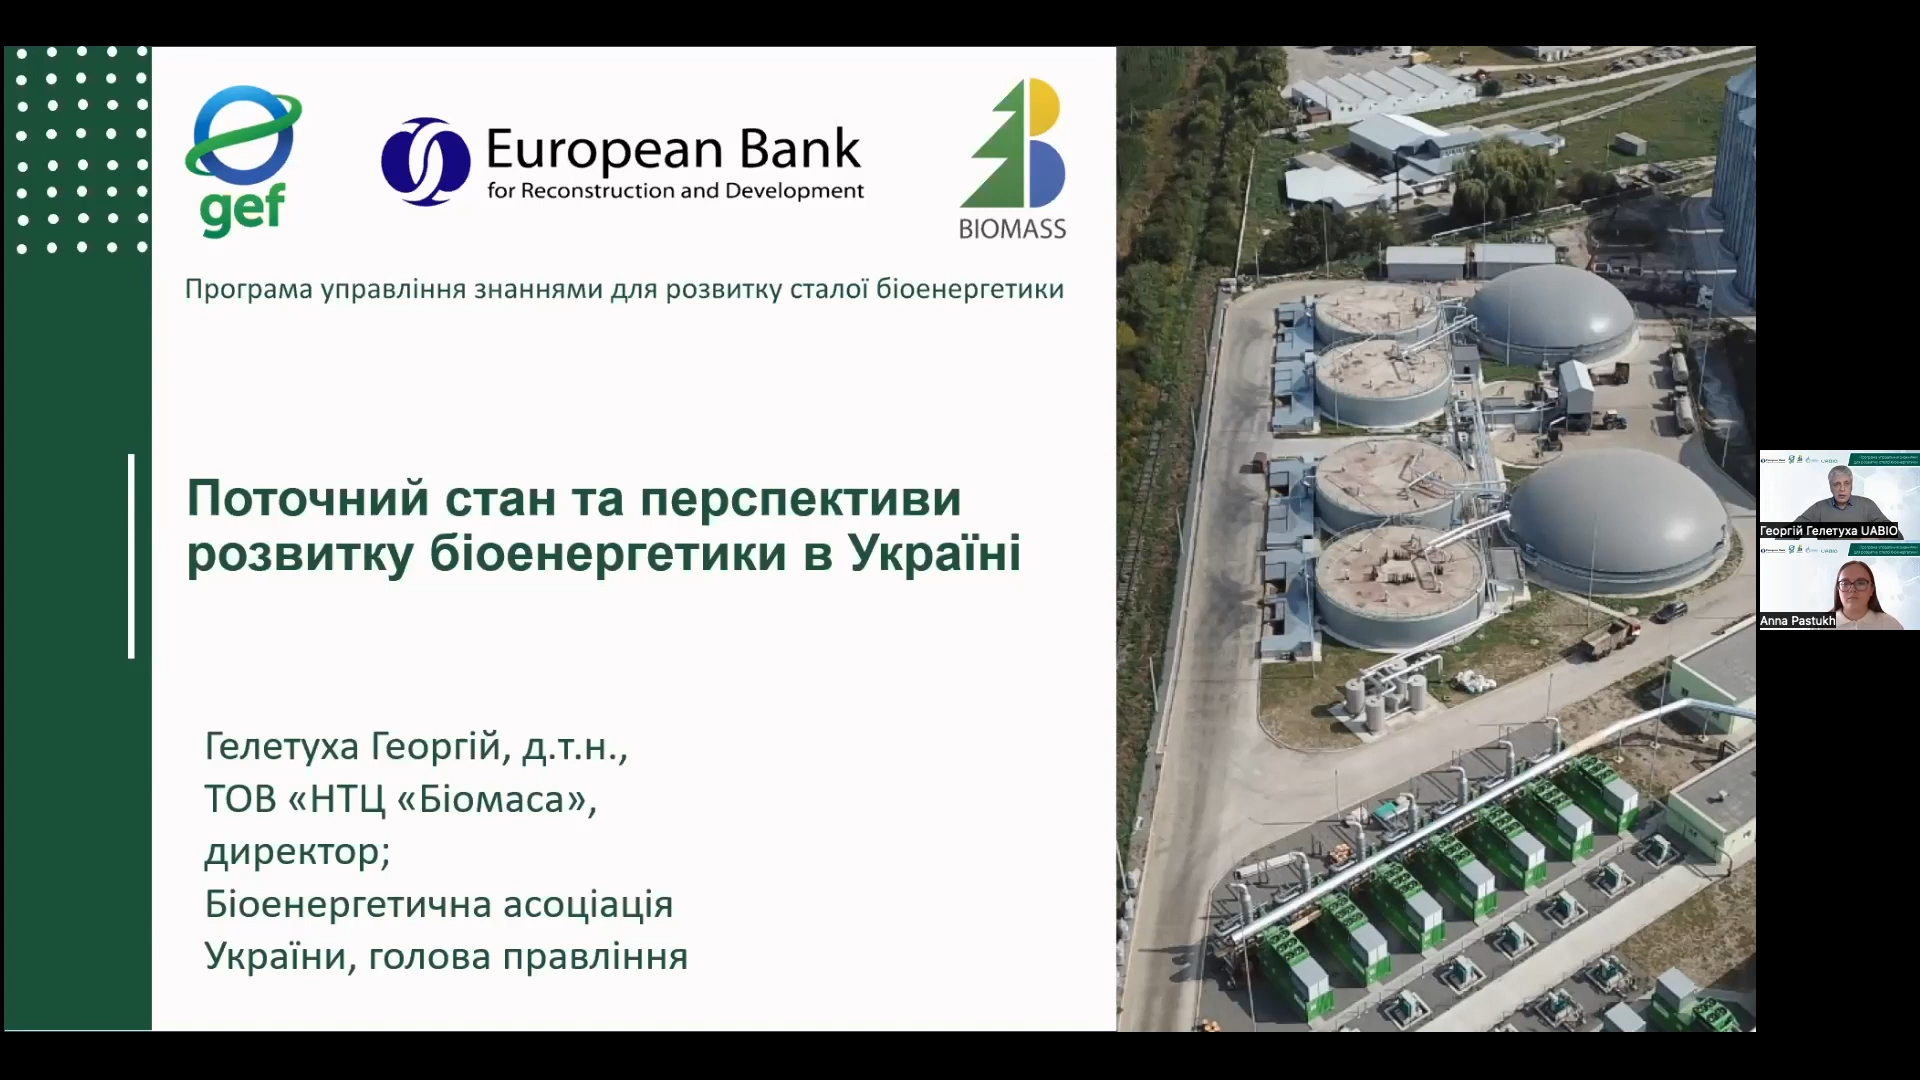 gef
European Bank
for Reconstruction and Development
BIOMASS
Програма управління знаннями для розвитку сталої біоенергетики
Поточний стан та перспективи
розвитку біоенергетики в Україні
Гелетуха Георгій, д.т.н.,
ТОВ «НТЦ «Біомаса»,
директор;
Біоенергетична асоціація
України, голова правління
Георгій Гелетуха UABIO
Anna Pastukh